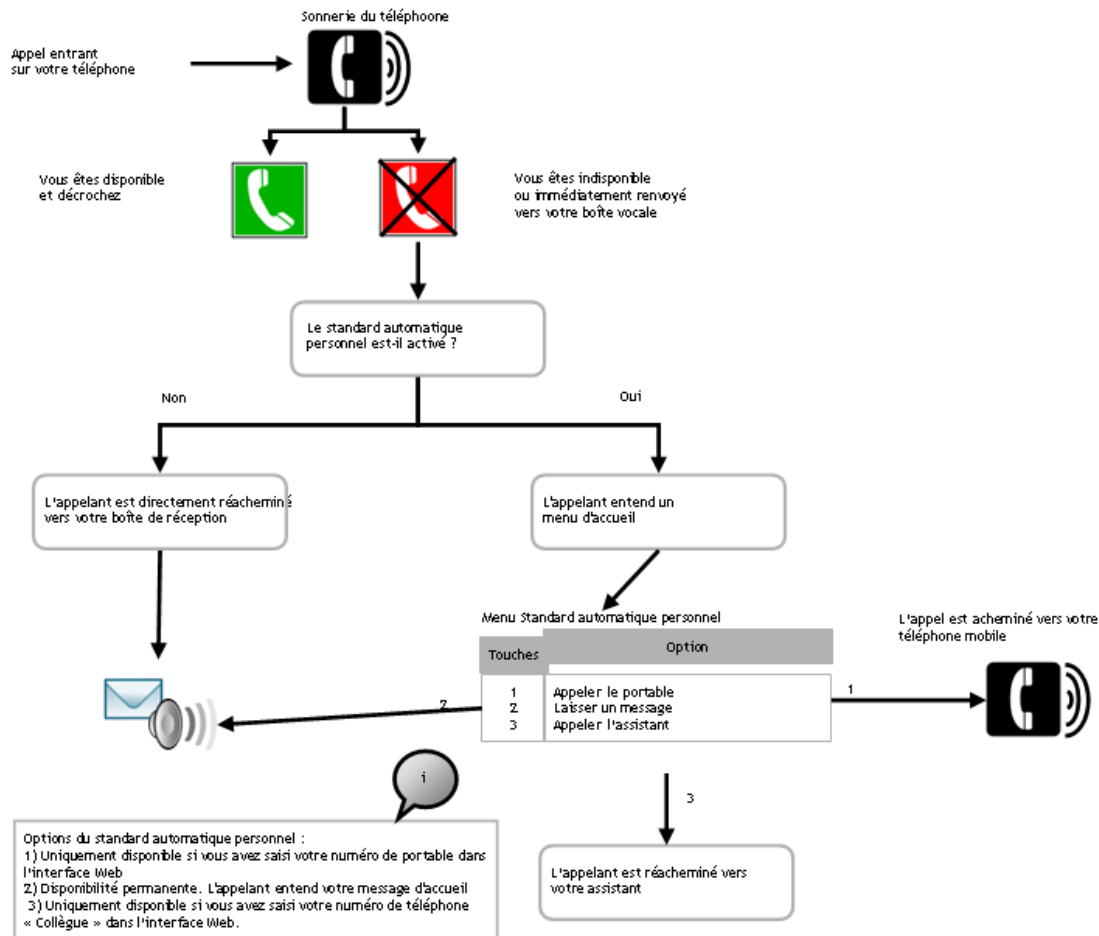 Sonnerie du téléphoone
Appel entrant
sur votre téléphone
Vous êtes disponible
et décrochez
Vous êtes indisponible
ou immédiatement renvoyé
vers votre boîte vocale
Le standard automatique
personnel est-il activé ?
Non
Oui
L'appelant est directement réacheminé
vers votre boîte de réception
L'appelant entend un
menu d'accueil
Menu Standard automatique personnel
L'appel est acheminé vers votre
téléphone mobile
Touches
Option
1 Appeler le portable
2 Laisser un message
3 Appeler l'assistant
1
2
3
i
Options du standard automatique personnel :
1) Uniquement disponible si vous avez saisi votre numéro de portable dans
l'interface Web
2) Disponibilité permanente. L'appelant entend votre message d'accueil
3) Uniquement disponible si vous avez saisi votre numéro de téléphone
« Collègue » dans l'interface Web.
L'appelant est réacheminé vers
votre assistant